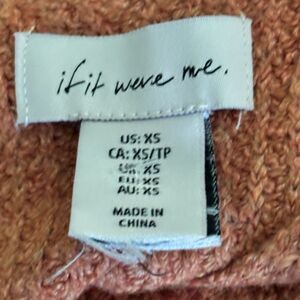 if it were me.
US: XS
CA: XS/TP
UK: XS
EU: XS
AU: XS
MADE IN
CHINA